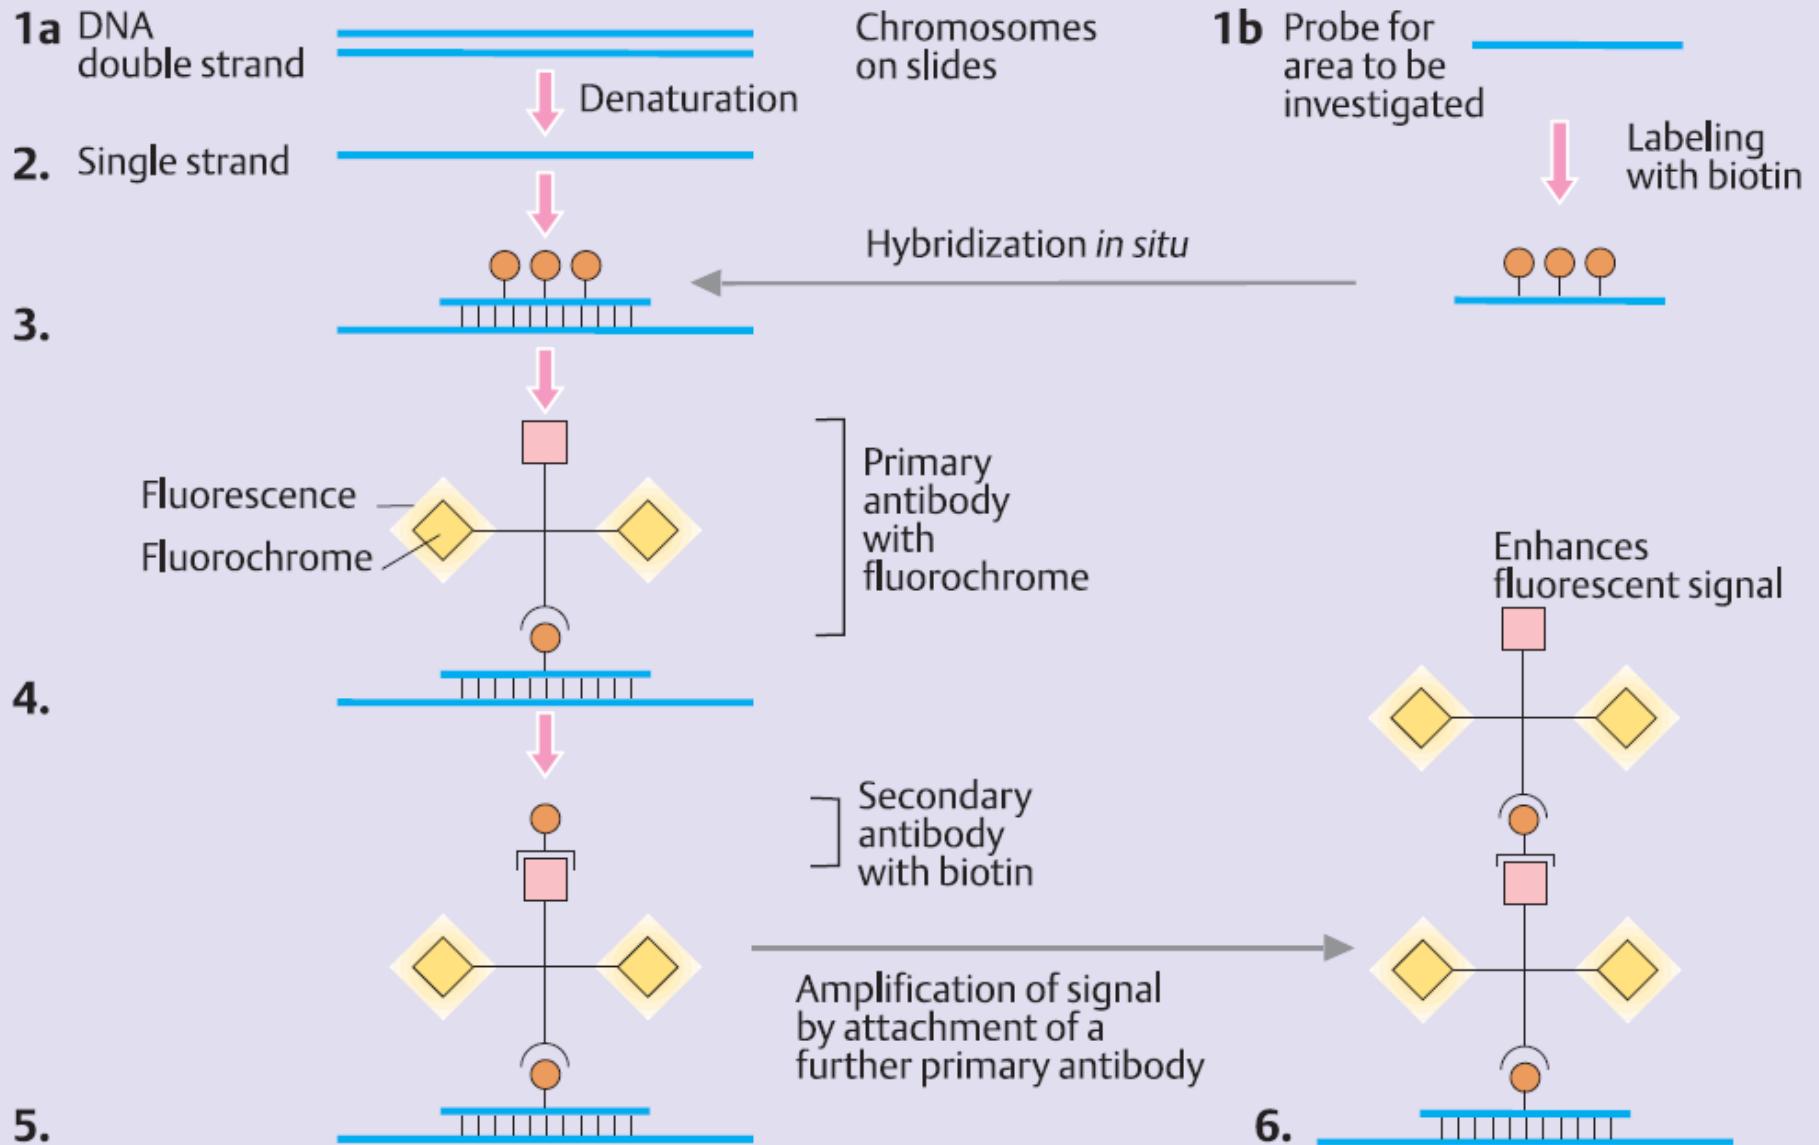 1a DNA
double strand
Chromosomes
on slides
1b Probe for
area to be
investigated
Denaturation
Labeling
with biotin
2. Single strand
Hybridization in situ
3.
Fluorescence
Fluorochrome
Primary
antibody
with
fluorochrome
4.
Enhances
fluorescent signal
Secondary
antibody
with biotin
Amplification of signal
by attachment of a
further primary antibody
5.
6.